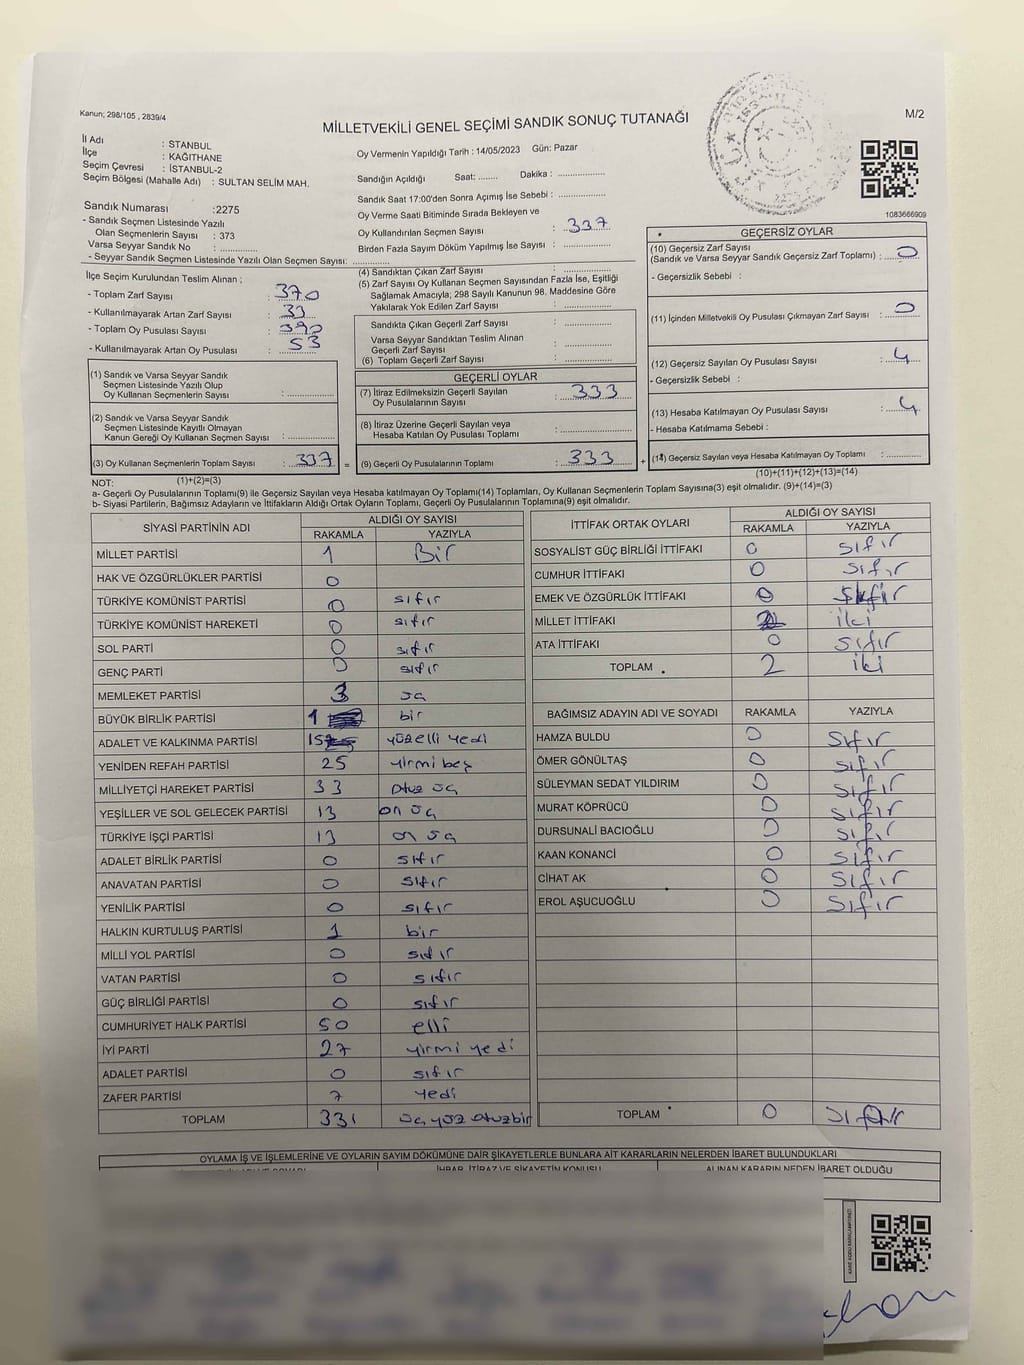 Kanun; 298/105 , 2839/4
MİLLETVEKİLİ GENEL SEÇİMİ SANDIK SONUÇ TUTANAĞI
M/2
İl Adı : STANBUL
İlçe : KAĞITHANE
Seçim Çevresi : İSTANBUL-2
Seçim Bölgesi (Mahalle Adı) : SULTAN SELİM MAH.
Oy Vermenin Yapıldığı Tarih : 14/05/2023 Gün: Pazar
Sandığın Açıldığı Saat: ........ Dakika : ..................
Sandık Saat 17:00'den Sonra Açımış İse Sebebi : ..................
Oy Verme Saati Bitiminde Sırada Bekleyen ve
Oy Kullandırılan Seçmen Sayısı : 337
Birden Fazla Sayım Döküm Yapılmış İse Sayısı : ..................
1083666909
Sandık Numarası :2275
- Sandık Seçmen Listesinde Yazılı
Olan Seçmenlerin Sayısı : 373
Varsa Seyyar Sandık No : ..................
- Seyyar Sandık Seçmen Listesinde Yazılı Olan Seçmen Sayısı: ..................
İlçe Seçim Kurulundan Teslim Alınan ;
- Toplam Zarf Sayısı : 370
- Kullanılmayarak Artan Zarf Sayısı : 33
- Toplam Oy Pusulası Sayısı : 390
- Kullanılmayarak Artan Oy Pusulası : 53
(1) Sandık ve Varsa Seyyar Sandık
Seçmen Listesinde Yazılı Olup
Oy Kullanan Seçmenlerin Sayısı : ..................
(2) Sandık ve Varsa Seyyar Sandık
Seçmen Listesinde Kayıtlı Olmayan
Kanun Gereği Oy Kullanan Seçmen Sayısı : ..................
(3) Oy Kullanan Seçmenlerin Toplam Sayısı : 337 =
(1)+(2)=(3)
(4) Sandıktan Çıkan Zarf Sayısı : ..................
(5) Zarf Sayısı Oy Kullanan Seçmen Sayısından Fazla İse, Eşitliği
Sağlamak Amacıyla; 298 Sayılı Kanunun 98. Maddesine Göre
Yakılarak Yok Edilen Zarf Sayısı : ..................
Sandıkta Çıkan Geçerli Zarf Sayısı : ..................
Varsa Seyyar Sandıktan Teslim Alınan
Geçerli Zarf Sayısı : ..................
(6) Toplam Geçerli Zarf Sayısı : ..................
GEÇERLİ OYLAR
(7) İtiraz Edilmeksizin Geçerli Sayılan
Oy Pusulalarının Sayısı : 333
(8) İtiraz Üzerine Geçerli Sayılan veya
Hesaba Katılan Oy Pusulası Toplamı : ..................
(9) Geçerli Oy Pusulalarının Toplamı : 333 +
GEÇERSİZ OYLAR
(10) Geçersiz Zarf Sayısı
(Sandık ve Varsa Seyyar Sandık Geçersiz Zarf Toplamı) : 0
- Geçersizlik Sebebi :
(11) İçinden Milletvekili Oy Pusulası Çıkmayan Zarf Sayısı : 0
(12) Geçersiz Sayılan Oy Pusulası Sayısı : 4
- Geçersizlik Sebebi :
(13) Hesaba Katılmayan Oy Pusulası Sayısı : 4
- Hesaba Katılmama Sebebi :
(14) Geçersiz Sayılan veya Hesaba Katılmayan Oy Toplamı : ............
(10)+(11)+(12)+(13)=(14)
NOT:
a- Geçerli Oy Pusulalarının Toplamı(9) ile Geçersiz Sayılan veya Hesaba katılmayan Oy Toplamı(14) Toplamları, Oy Kullanan Seçmenlerin Toplam Sayısına(3) eşit olmalıdır. (9)+(14)=(3)
b- Siyasi Partilerin, Bağımsız Adayların ve İttifakların Aldığı Ortak Oyların Toplamı, Geçerli Oy Pusulalarının Toplamına(9) eşit olmalıdır.
SİYASİ PARTİNİN ADI ALDIĞI OY SAYISI
RAKAMLA YAZIYLA
MİLLET PARTİSİ 1 Bir
HAK VE ÖZGÜRLÜKLER PARTİSİ 0
TÜRKİYE KOMÜNİST PARTİSİ 0 sıfır
TÜRKİYE KOMÜNİST HAREKETİ 0 sıfır
SOL PARTİ 0 sıfır
GENÇ PARTİ 0 sıfır
MEMLEKET PARTİSİ 3 üç
BÜYÜK BİRLİK PARTİSİ 1 bir
ADALET VE KALKINMA PARTİSİ yüzelli yedi
YENİDEN REFAH PARTİSİ 25 yirmi beş
MİLLİYETÇİ HAREKET PARTİSİ 33 otuz üç
YEŞİLLER VE SOL GELECEK PARTİSİ 13 on üç
TÜRKİYE İŞÇİ PARTİSİ 13 on üç
ADALET BİRLİK PARTİSİ 0 sıfır
ANAVATAN PARTİSİ 0 sıfır
YENİLİK PARTİSİ 0 sıfır
HALKIN KURTULUŞ PARTİSİ 1 bir
MİLLİ YOL PARTİSİ 0 sıfır
VATAN PARTİSİ 0 sıfır
GÜÇ BİRLİĞİ PARTİSİ 0 sıfır
CUMHURİYET HALK PARTİSİ 50 elli
İYİ PARTİ 27 yirmi yedi
ADALET PARTİSİ 0 sıfır
ZAFER PARTİSİ 7 yedi
TOPLAM 331 üç yüz otuzbir
İTTİFAK ORTAK OYLARI ALDIĞI OY SAYISI
RAKAMLA YAZIYLA
SOSYALİST GÜÇ BİRLİĞİ İTTİFAKI 0 sıfır
CUMHUR İTTİFAKI 0 sıfır
EMEK VE ÖZGÜRLÜK İTTİFAKI 0 sıfır
MİLLET İTTİFAKI 2 iki
ATA İTTİFAKI 0 sıfır
TOPLAM 2 iki
BAĞIMSIZ ADAYIN ADI VE SOYADI RAKAMLA YAZIYLA
HAMZA BULDU 0 sıfır
ÖMER GÖNÜLTAŞ 0 sıfır
SÜLEYMAN SEDAT YILDIRIM 0 sıfır
MURAT KÖPRÜCÜ 0 sıfır
DURSUNALİ BACIOĞLU 0 sıfır
KAAN KONANCİ 0 sıfır
CİHAT AK 0 sıfır
EROL AŞUCUOĞLU 0 sıfır
TOPLAM 0 sıfır
OYLAMA İŞ VE İŞLEMLERİNE VE OYLARIN SAYIM DÖKÜMÜNE DAİR ŞİKAYETLERLE BUNLARA AİT KARARLARIN NELERDEN İBARET BULUNDUKLARI
İHBAR, İTİRAZ VE ŞİKAYETİN KONUSU ALINAN KARARIN NEDEN İBARET OLDUĞU